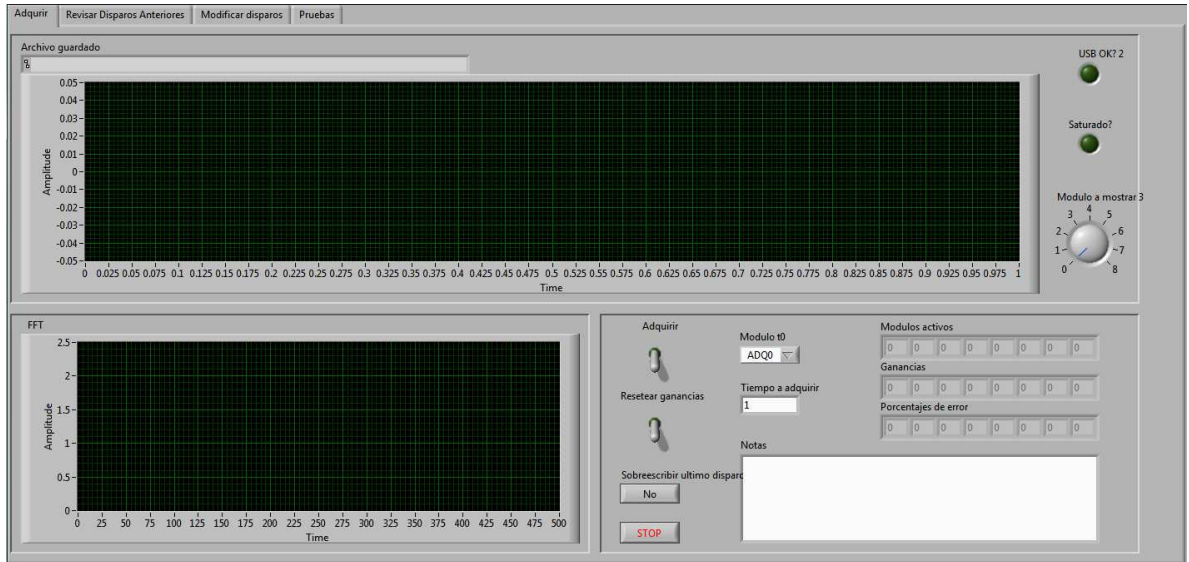 Adqurir Revisar Disparos Anteriores Modificar disparos Pruebas
Archivo guardado
USB OK? 2
Saturado?
Modulo a mostrar 3
0 1 2 3 4 5 6 7 8
Amplitude
0.05
0.04
0.03
0.02
0.01
0
-0.01
-0.02
-0.03
-0.04
-0.05
0 0.025 0.05 0.075 0.1 0.125 0.15 0.175 0.2 0.225 0.25 0.275 0.3 0.325 0.35 0.375 0.4 0.425 0.45 0.475 0.5 0.525 0.55 0.575 0.6 0.625 0.65 0.675 0.7 0.725 0.75 0.775 0.8 0.825 0.85 0.875 0.9 0.925 0.95 0.975 1
Time
FFT
Amplitude
2.5
2
1.5
1
0.5
0
0 25 50 75 100 125 150 175 200 225 250 275 300 325 350 375 400 425 450 475 500
Time
Adquirir
Resetear ganancias
Sobreescribir ultimo disparo
No
STOP
Modulo t0
ADQ0
Tiempo a adquirir
1
Modulos activos
0 0 0 0 0 0 0 0
Ganancias
0 0 0 0 0 0 0 0
Porcentajes de error
0 0 0 0 0 0 0 0
Notas